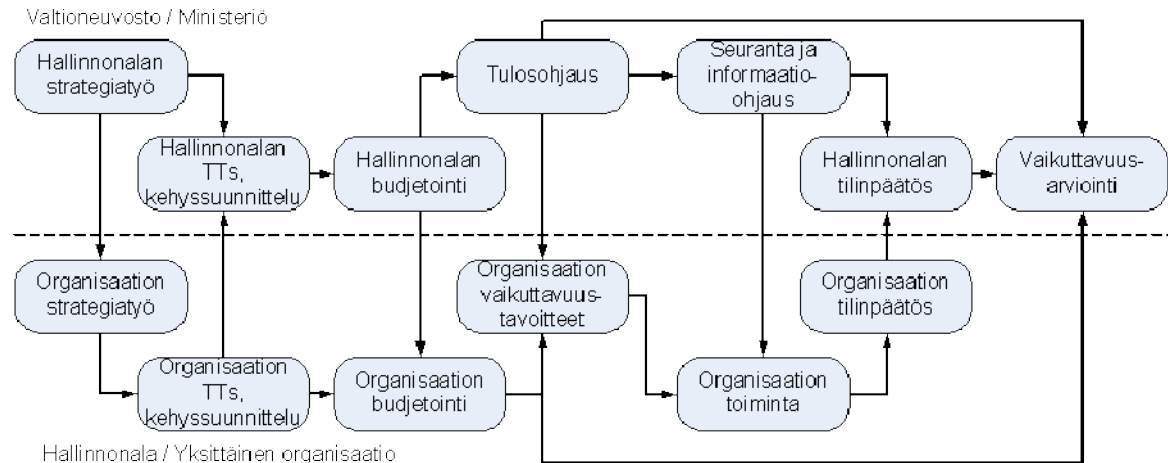 Valtioneuvosto / Ministeriö
Hallinnonalan
strategiatyö
Tulosohjaus
Seuranta ja
informaatio-
ohjaus
Hallinnonalan
TTs,
kehyssuunnittelu
Hallinnonalan
budjetointi
Hallinnonalan
tilinpäätös
Vaikuttavuus-
arviointi
Organisaation
strategiatyö
Organisaation
vaikuttavuus-
tavoitteet
Organisaation
tilinpäätös
Organisaation
TTs,
kehyssuunnittelu
Organisaation
budjetointi
Organisaation
toiminta
Hallinnonala / Yksittäinen organisaatio